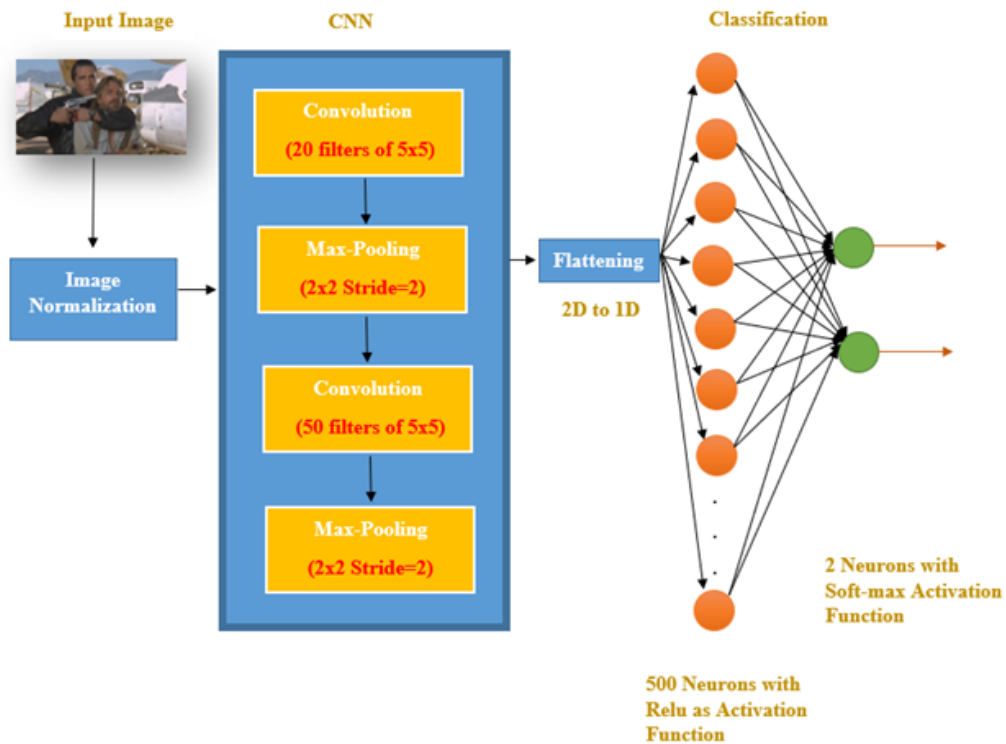 Input Image
CNN
Classification
Convolution
(20 filters of 5x5)
Max-Pooling
(2x2 Stride=2)
Image
Normalization
Flattening
2D to 1D
Convolution
(50 filters of 5x5)
Max-Pooling
(2x2 Stride=2)
2 Neurons with
Soft-max Activation
Function
500 Neurons with
Relu as Activation
Function